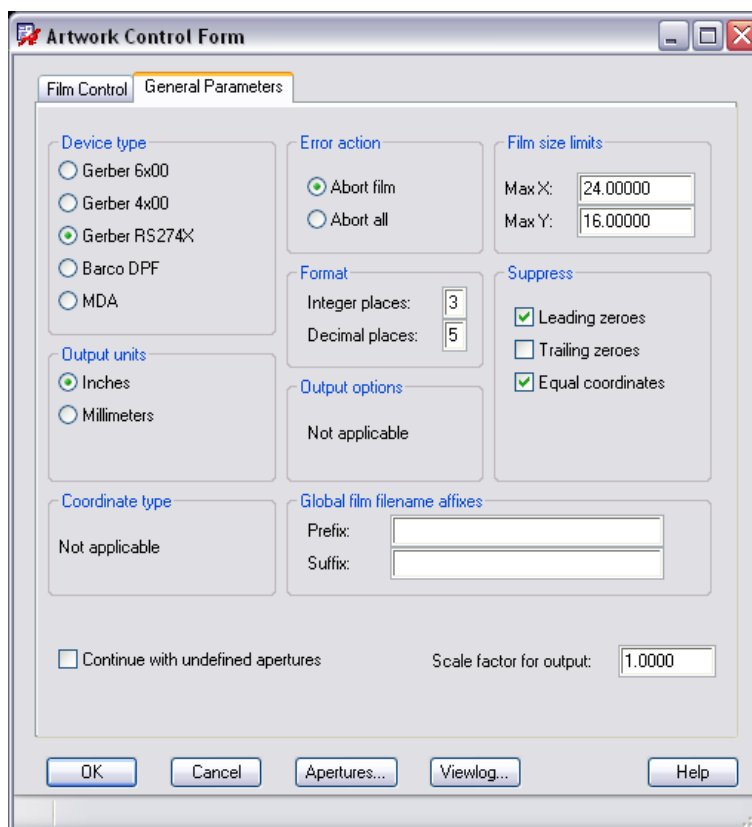 Artwork Control Form
Film Control
General Parameters
Device type
Gerber 6x00
Gerber 4x00
Gerber RS274X
Barco DPF
MDA
Error action
Abort film
Abort all
Film size limits
Max X: 24.00000
Max Y: 16.00000
Format
Integer places: 3
Decimal places: 5
Suppress
Leading zeroes
Trailing zeroes
Equal coordinates
Output units
Inches
Millimeters
Output options
Not applicable
Coordinate type
Not applicable
Global film filename affixes
Prefix:
Suffix:
Continue with undefined apertures
Scale factor for output: 1.0000
OK
Cancel
Apertures...
Viewlog...
Help